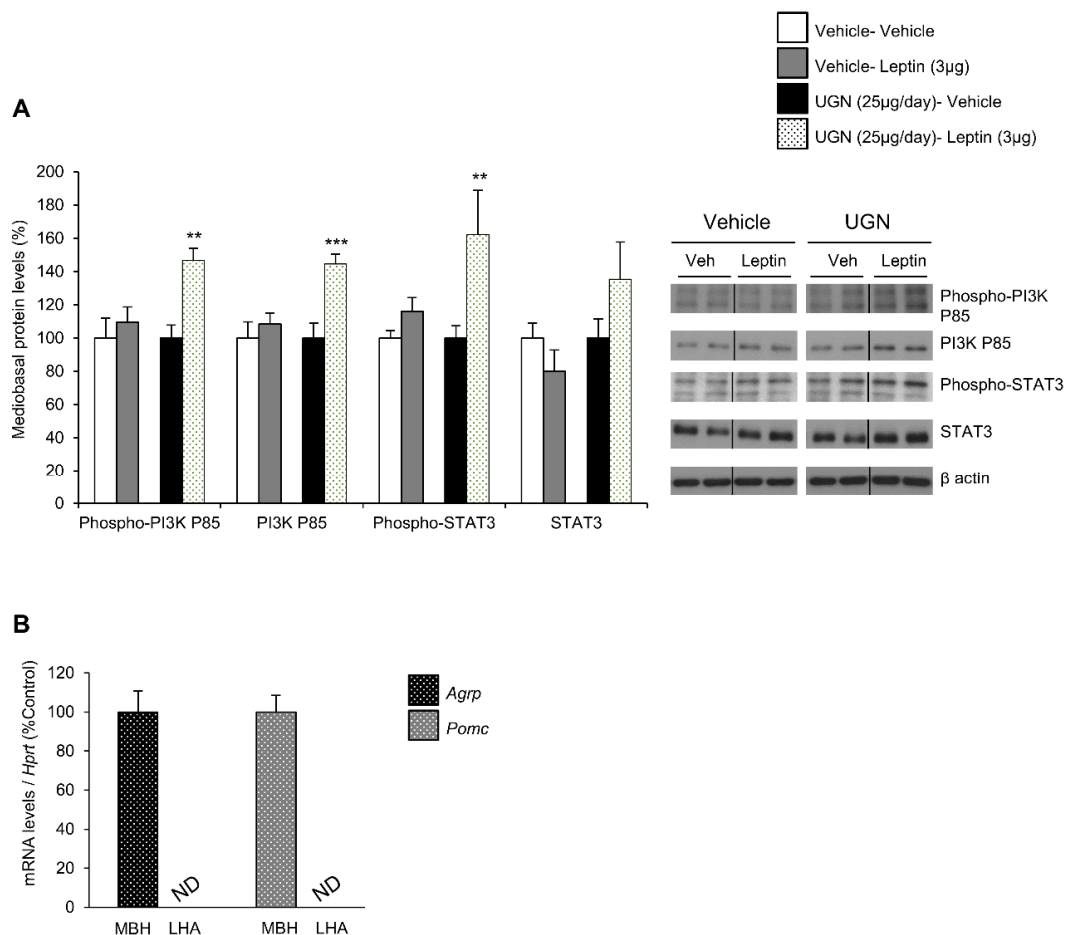 Vehicle- Vehicle
Vehicle- Leptin (3µg)
UGN (25µg/day)- Vehicle
UGN (25µg/day)- Leptin (3µg)
A
Mediobasal protein levels (%)
200
180
160
140
120
100
80
60
40
20
0
**
***
**
Phospho-PI3K P85
PI3K P85
Phospho-STAT3
STAT3
Vehicle
UGN
Veh
Leptin
Veh
Leptin
Phospho-PI3K
P85
PI3K P85
Phospho-STAT3
STAT3
β actin
B
mRNA levels / Hprt (%Control)
120
100
80
60
40
20
0
ND
ND
MBH LHA
MBH LHA
Agrp
Pomc